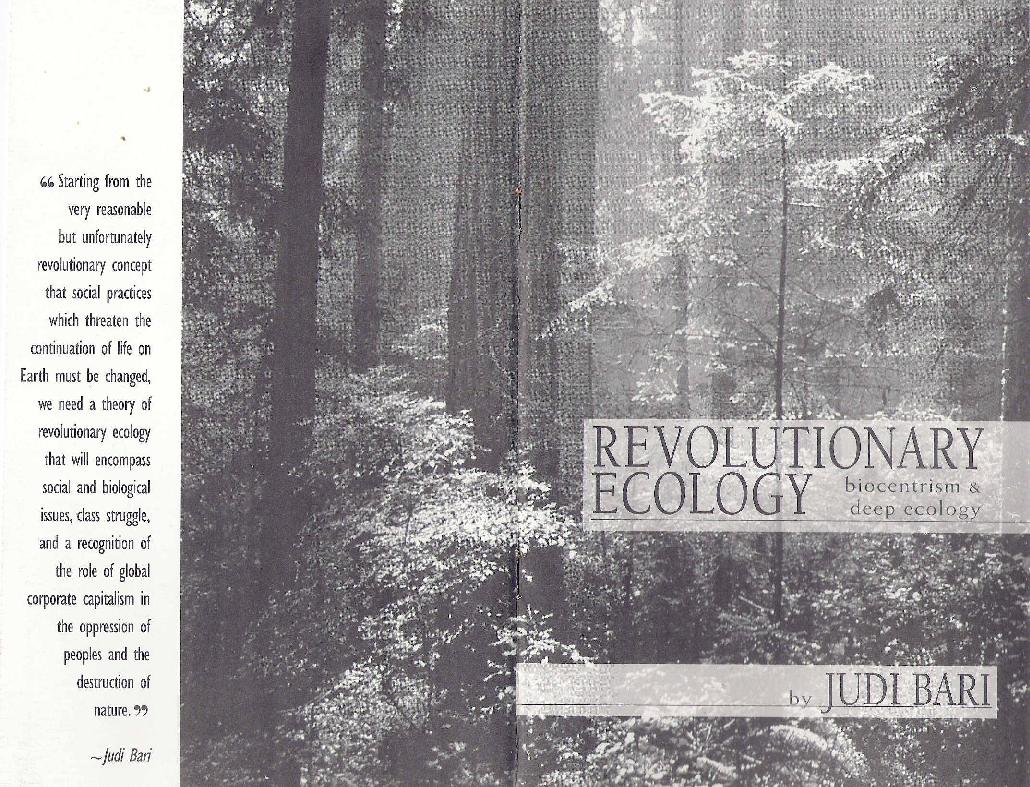 “ Starting from the
very reasonable
but unfortunately
revolutionary concept
that social practices
which threaten the
continuation of life on
Earth must be changed,
we need a theory of
revolutionary ecology
that will encompass
social and biological
issues, class struggle,
and a recognition of
the role of global
corporate capitalism in
the oppression of
peoples and the
destruction of
nature. ”
~Judi Bari
REVOLUTIONARY
ECOLOGY
biocentrism &
deep ecology
by JUDI BARI